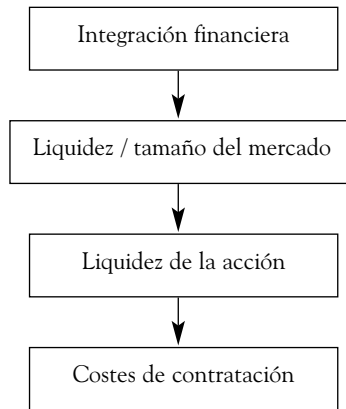 Integración financiera
Liquidez / tamaño del mercado
Liquidez de la acción
Costes de contratación